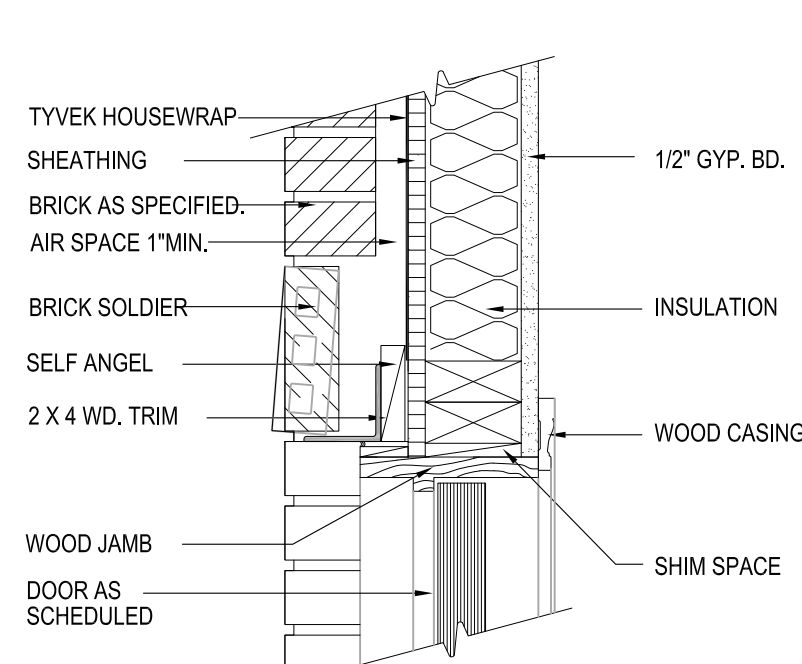 TYVEK HOUSEWRAP
SHEATHING
BRICK AS SPECIFIED.
AIR SPACE 1"MIN.
BRICK SOLDIER
SELF ANGEL
2 X 4 WD. TRIM
WOOD JAMB
DOOR AS
SCHEDULED
1/2" GYP. BD.
INSULATION
WOOD CASING
SHIM SPACE